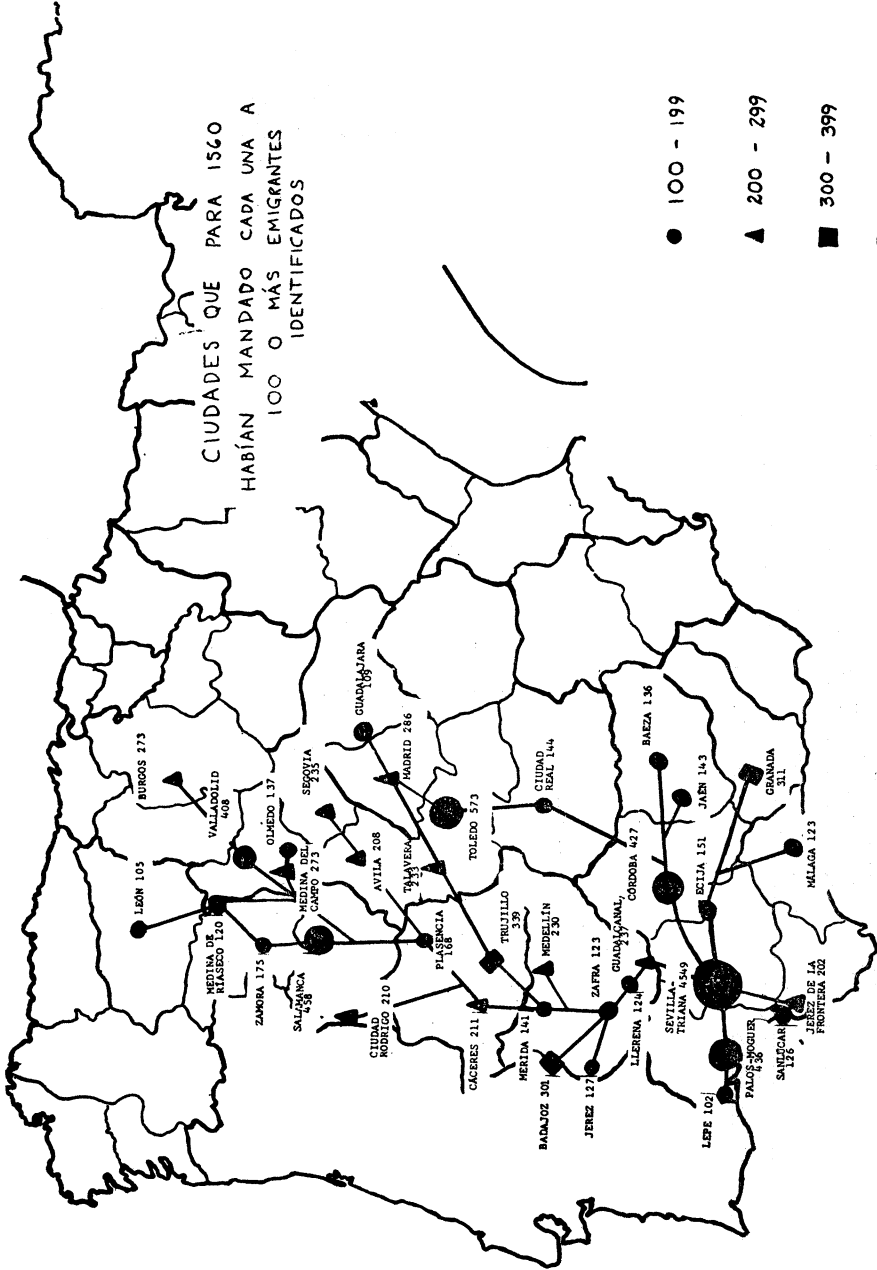 CIUDADES QUE PARA 1560
HABÍAN MANDADO CADA UNA A
100 O MÁS EMIGRANTES
IDENTIFICADOS
100 - 199
200 - 299
300 - 399
LEÓN 105
BURGOS 273
VALLADOLID
408
MEDINA DE
RIASECO 120
OLMEDO 137
ZAMORA 175
MEDINA DEL
CAMPO 273
SEGOVIA
235
SALAMANCA
458
AVILA 208
GUADALAJARA
109
CIUDAD
RODRIGO 210
PLASENCIA
168
TALAVERA
MADRID 286
TOLEDO 573
CÁCERES 211
TRUJILLO
339
MERIDA 141
MEDELLÍN
230
CIUDAD
REAL 144
BADAJOZ 301
JEREZ 127
ZAFRA 123
LLERENA 124
GUADALCANAL,
237
CÓRDOBA 427
BAEZA 136
JAÉN 143
SEVILLA-
TRIANA 4549
ECIJA 151
GRANADA
311
LEPE 102
PALOS-MOGUER
436
SANLÚCAR
126
JEREZ DE LA
FRONTERA 202
MÁLAGA 123